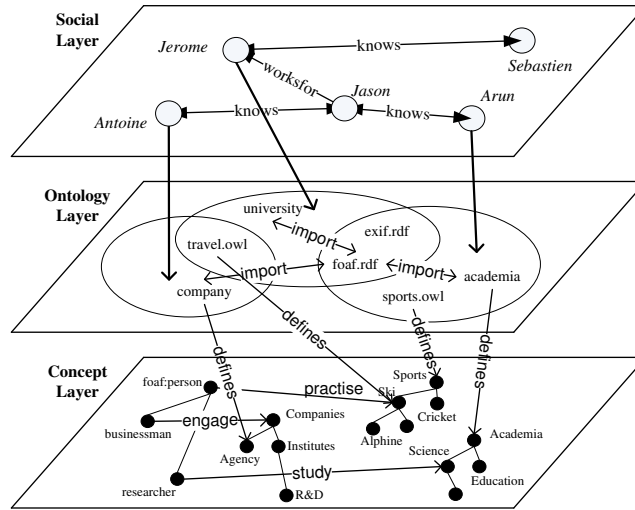 Social
Layer
Jerome
knows
Sebastien
worksfor
Jason
Arun
Antoine
knows
knows
Ontology
Layer
university
exif.rdf
travel.owl
import
foaf.rdf
import
import
academia
company
sports.owl
defines
defines
defines
defines
Concept
Layer
foaf:person
practise
Sports
Ski
businessman
engage
Companies
Cricket
Alphine
Academia
Agency
Institutes
Science
researcher
study
Education
R&D